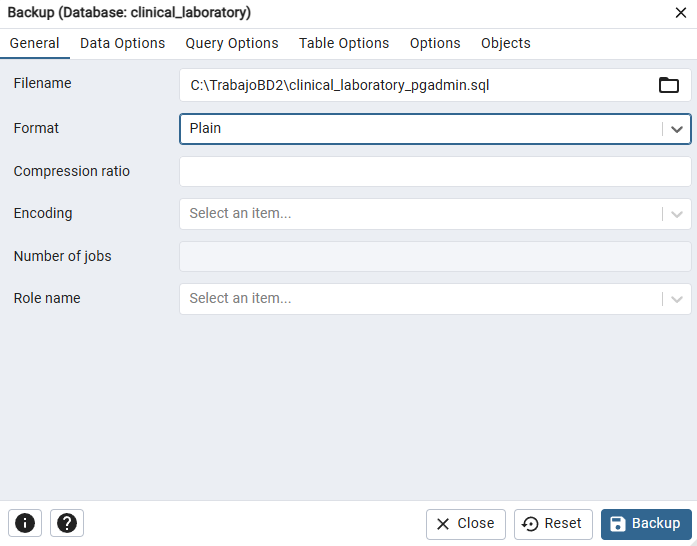 Backup (Database: clinical_laboratory)
General Data Options Query Options Table Options Options Objects
Filename C:\TrabajoBD2\clinical_laboratory_pgadmin.sql
Format Plain
Compression ratio
Encoding Select an item...
Number of jobs
Role name Select an item...
Close Reset Backup